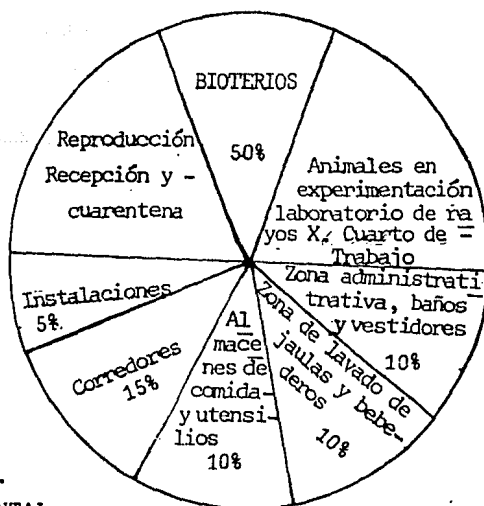 BIOTERIOS
50%
Reproducción
Recepción y -
cuarentena
Animales en
experimentación
laboratorio de ra
yos X, Cuarto de
Trabajo
Zona administrati
trativa, baños
y vestidores
10%
Zona de lavado de
jaulas y bebe-
deros
10%
Al
mace
nes de
comida
y utensi-
lios
10%
Corredores
15%
Instalaciones
5%